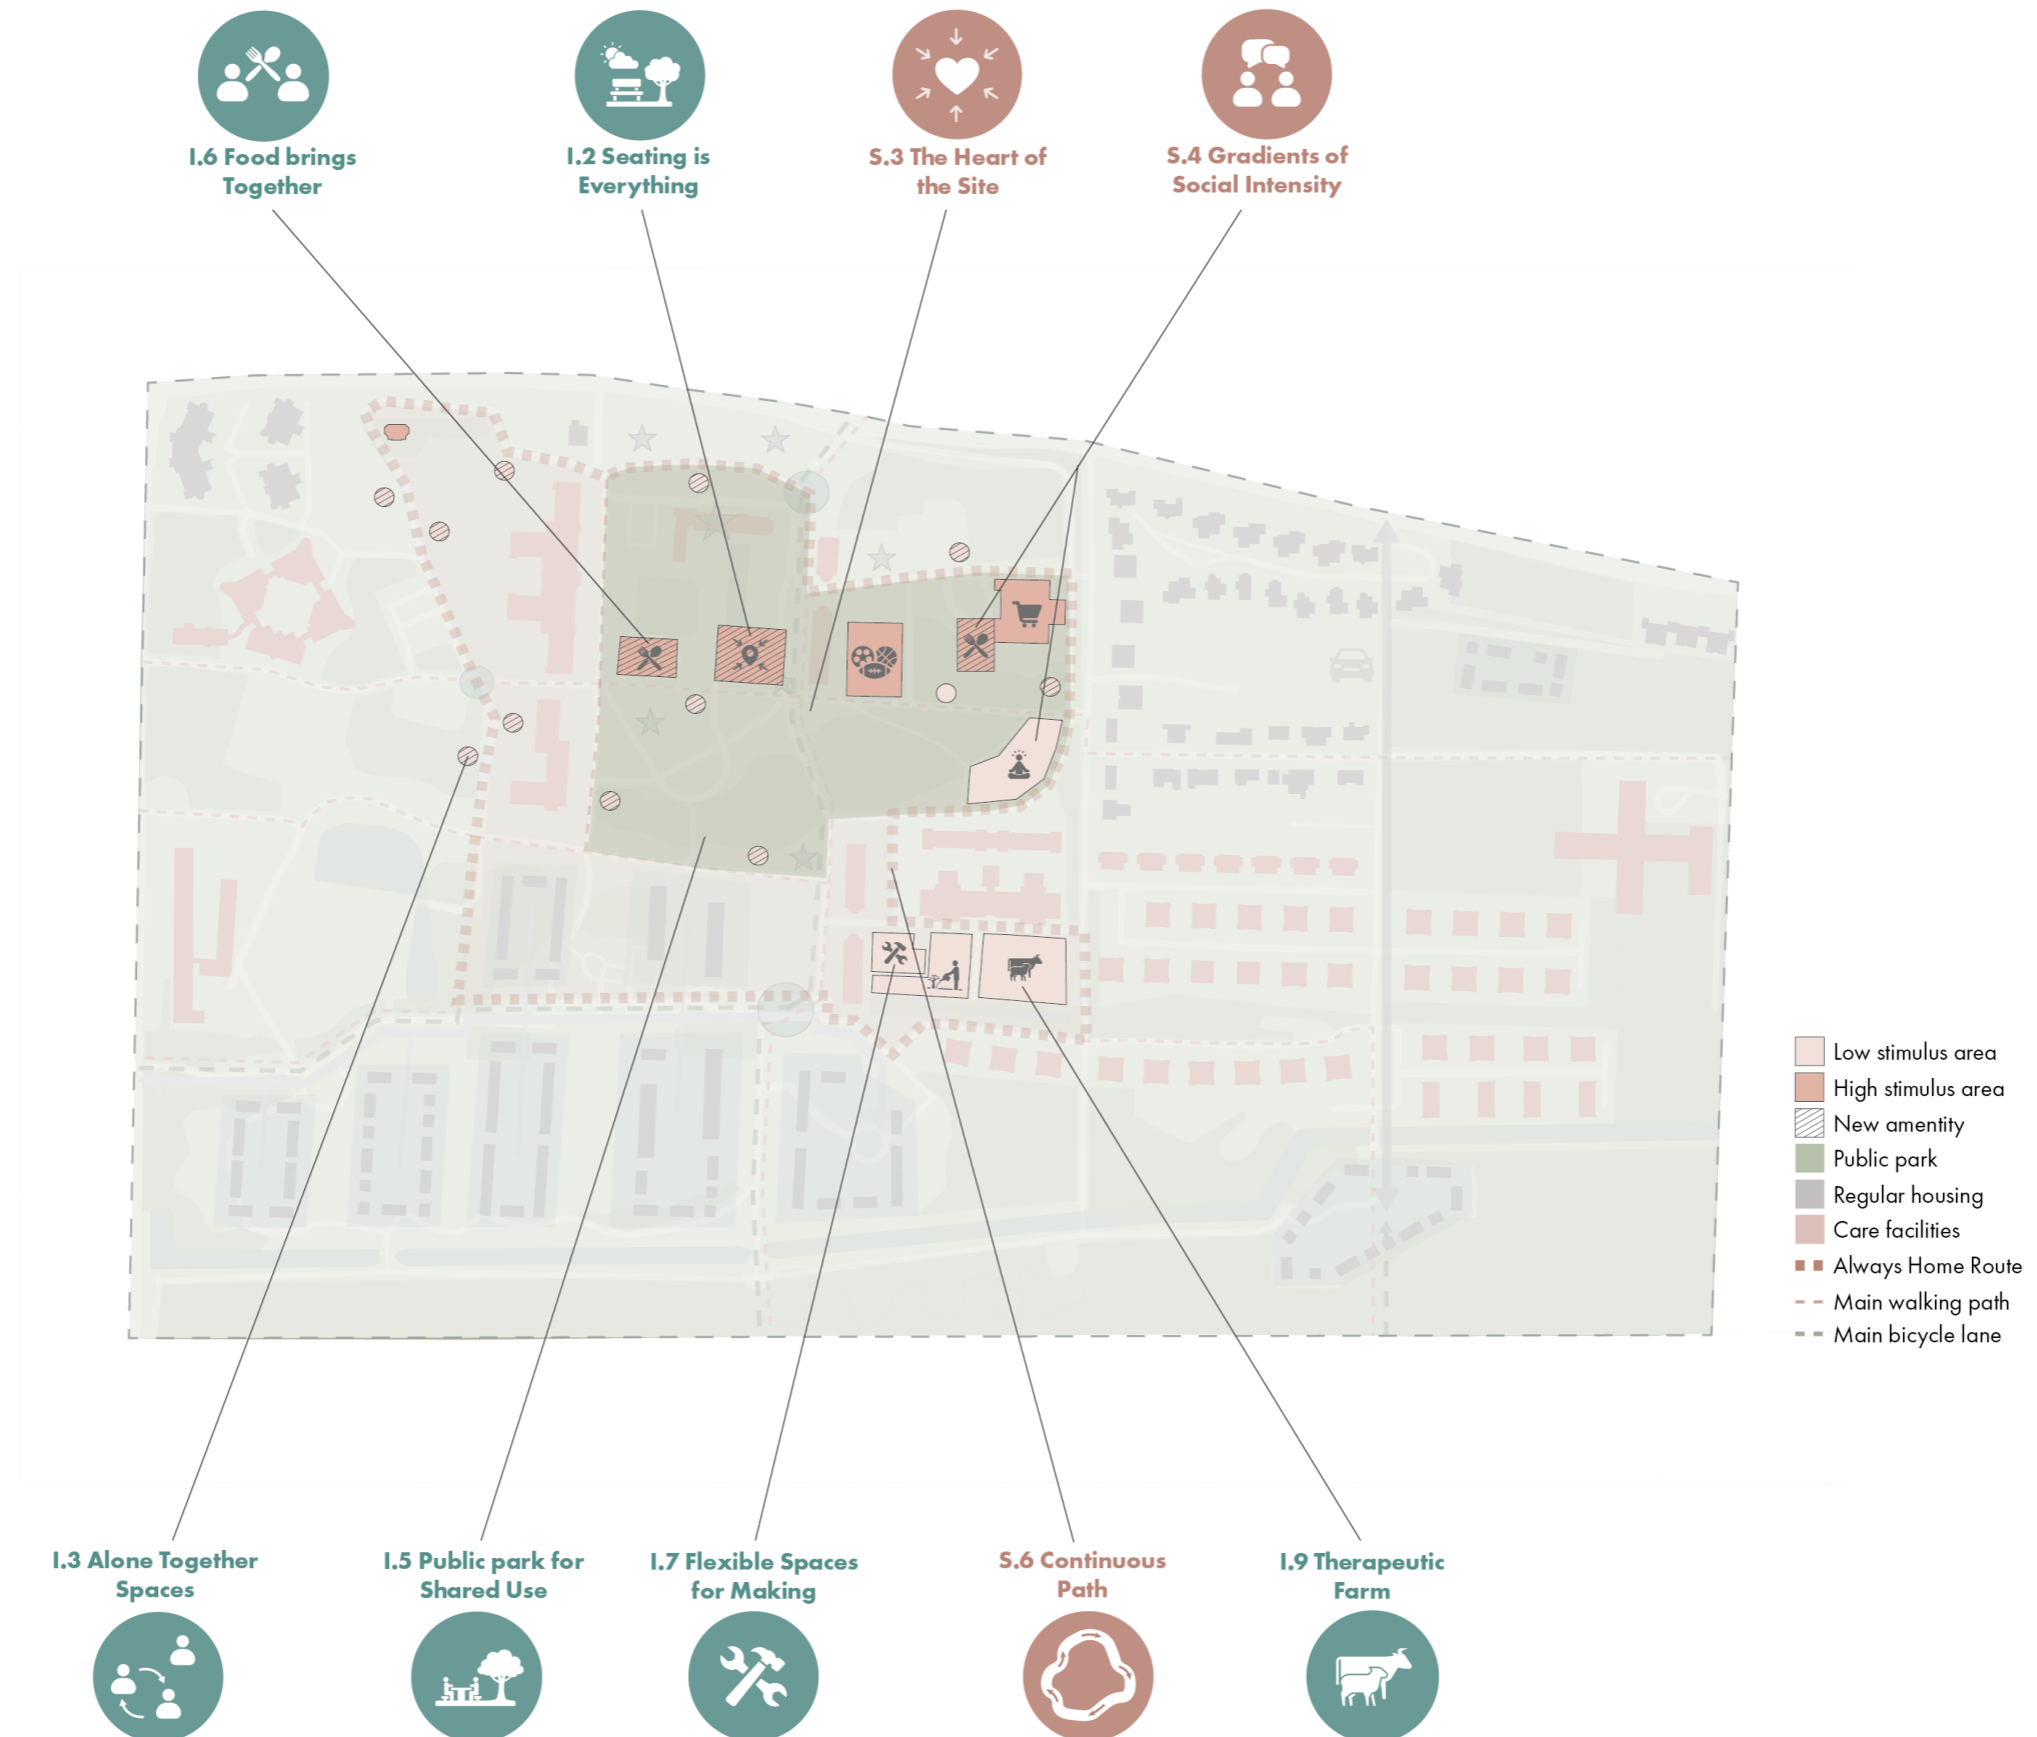 I.6 Food brings
Together
I.2 Seating is
Everything
S.3 The Heart of
the Site
S.4 Gradients of
Social Intensity
Low stimulus area
High stimulus area
New amentity
Public park
Regular housing
Care facilities
Always Home Route
Main walking path
Main bicycle lane
I.3 Alone Together
Spaces
I.5 Public park for
Shared Use
I.7 Flexible Spaces
for Making
S.6 Continuous
Path
I.9 Therapeutic
Farm